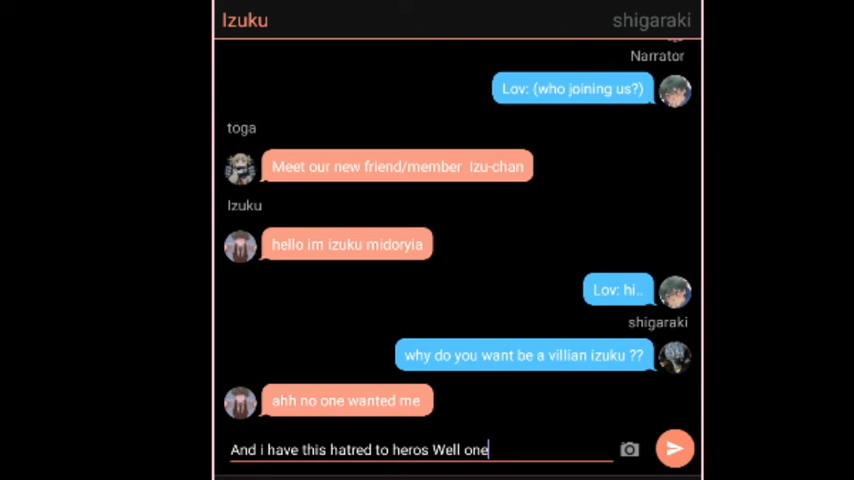 Izuku
shigaraki
Narrator
Lov: (who joining us?)
toga
Meet our new friend/member Izu-chan
Izuku
hello im izuku midoryia
Lov: hi..
shigaraki
why do you want be a villian izuku ??
ahh no one wanted me
And i have this hatred to heros Well one